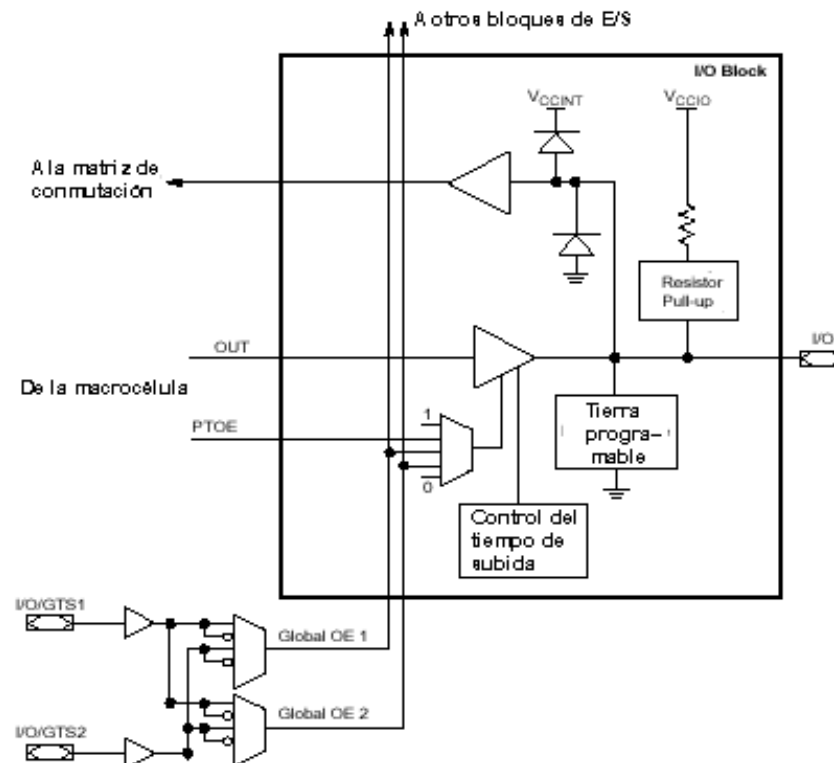 A otros bloques de E/S
I/O Block
VCCINT
VCCIO
A la matriz de
conmutación
Resistor
Pull-up
OUT
I/O
De la macrocélula
PTOE
1
0
Tierra
progra-
mable
Control del
tiempo de
subida
I/O/GTS1
Global OE 1
Global OE 2
I/O/GTS2